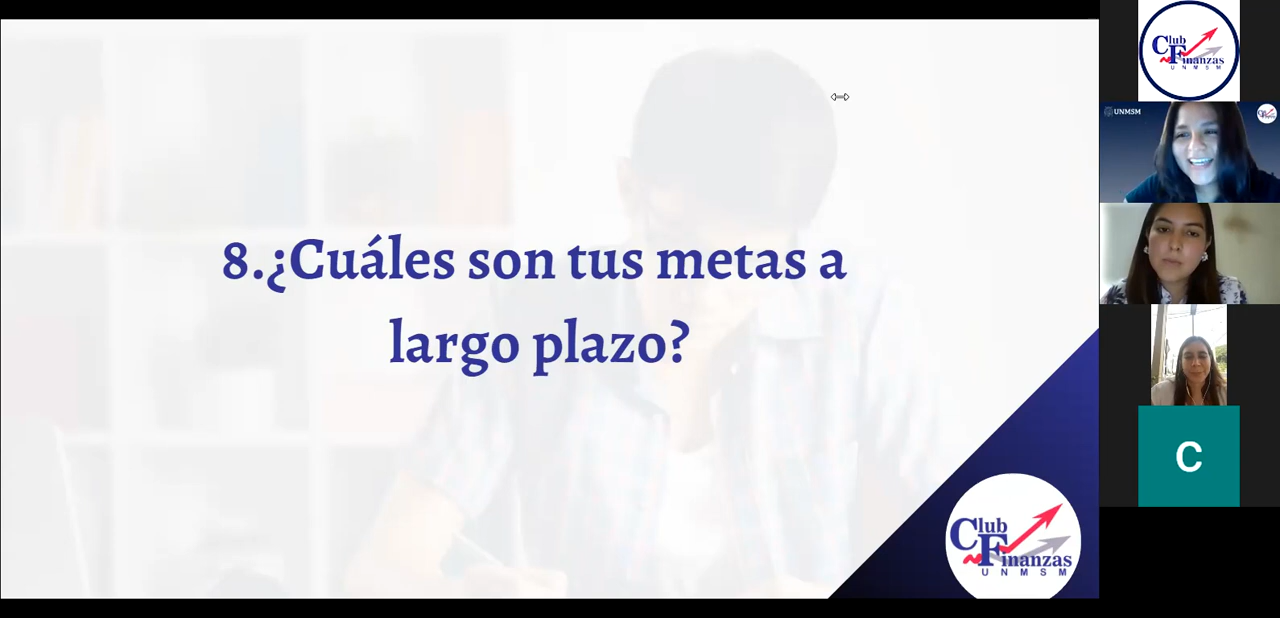 8.¿Cuáles son tus metas a
largo plazo?
Club
Finanzas
UNMSM
Club
Finanzas
UNMSM
UNMSM
C